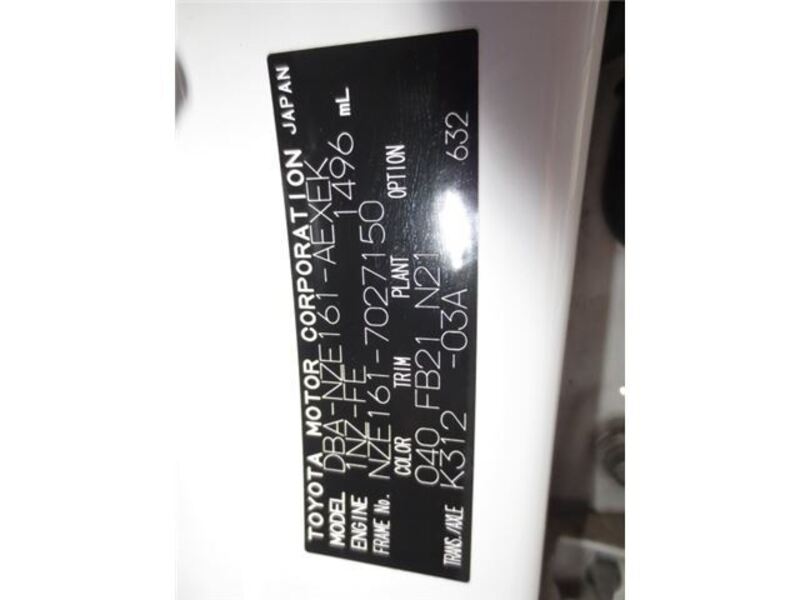 TOYOTA MOTOR CORPORATION JAPAN
MODEL DBA-NZE161-AEXEK
ENGINE 1NZ-FE 1496 mL
FRAME No. NZE161-7027150
COLOR TRIM PLANT OPTION
040 FB21 N21
TRANS./AXLE K312 -03A 632